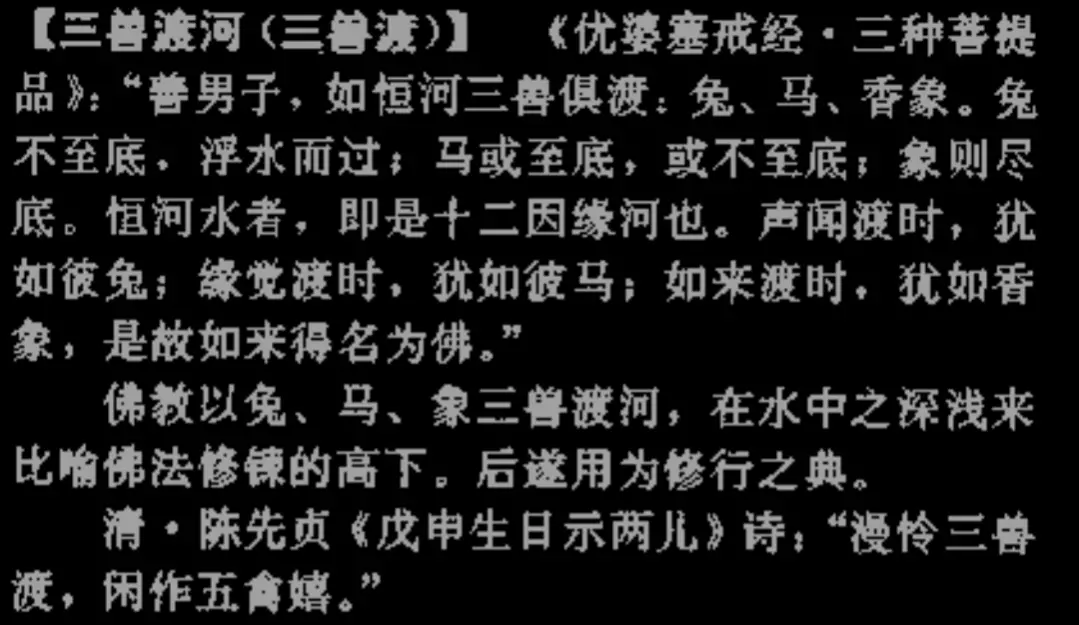 【三兽渡河（三兽渡）】 《优婆塞戒经·三种菩提
品》：“善男子，如恒河三兽俱渡：兔、马、香象。兔
不至底，浮水而过；马或至底，或不至底；象则尽
底。恒河水者，即是十二因缘河也。声闻渡时，犹
如彼兔；缘觉渡时，犹如彼马；如来渡时，犹如香
象，是故如来得名为佛。”
佛教以兔、马、象三兽渡河，在水中之深浅来
比喻佛法修鍊的高下。后遂用为修行之典。
清·陈先贞《戊申生日示两儿》诗：“漫怜三兽
渡，闲作五禽嬉。”